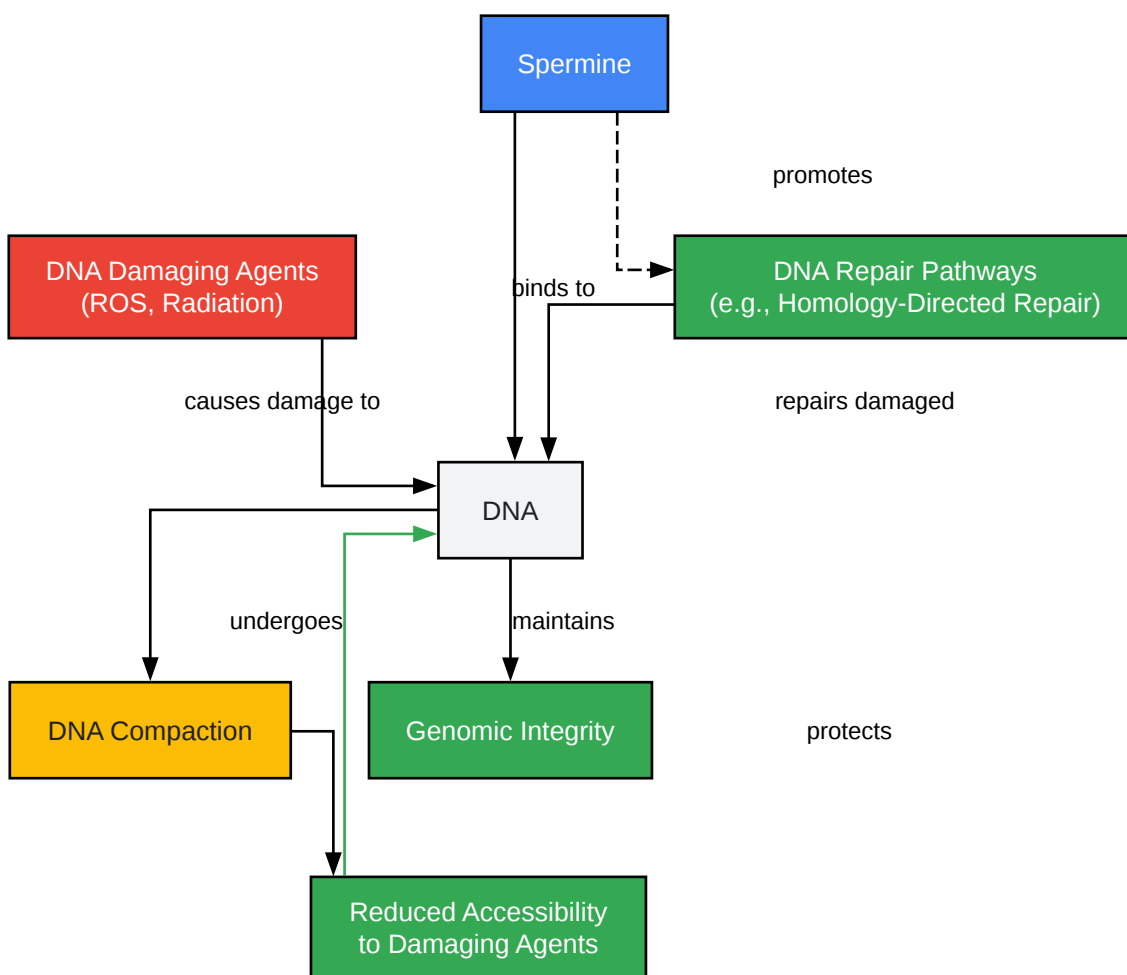 Spermine
promotes
DNA Damaging Agents
(ROS, Radiation)
DNA Repair Pathways
(e.g., Homology-Directed Repair)
binds to
causes damage to
repairs damaged
DNA
undergoes
maintains
DNA Compaction
Genomic Integrity
protects
Reduced Accessibility
to Damaging Agents